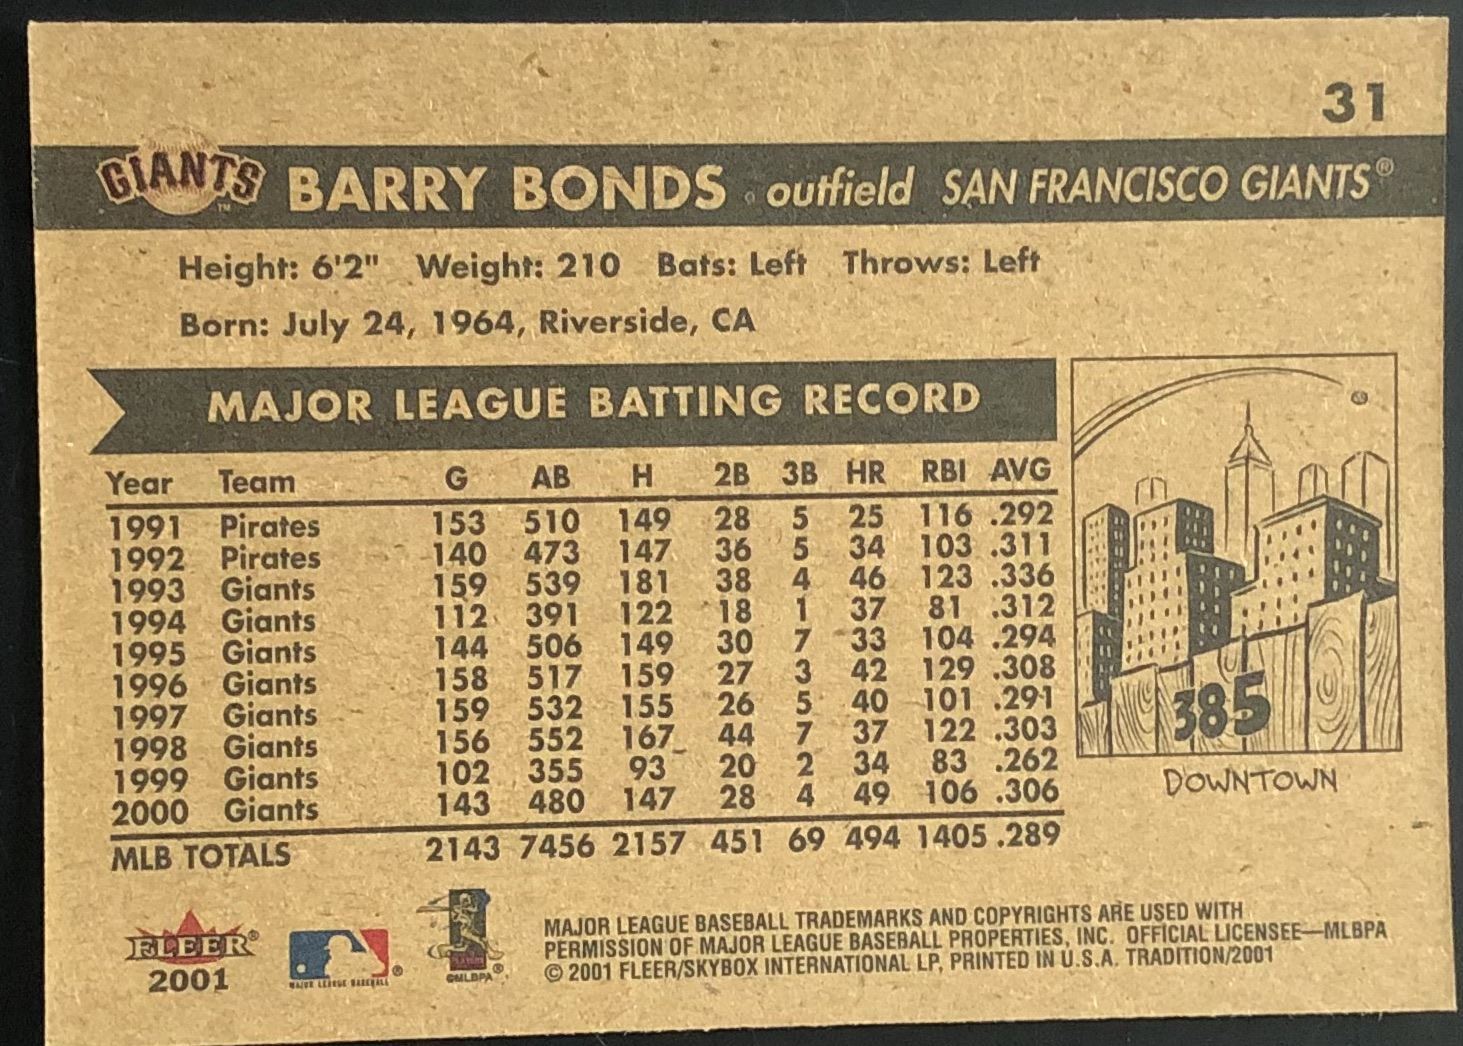 31
GIANTS™ BARRY BONDS outfield SAN FRANCISCO GIANTS®
Height: 6'2" Weight: 210 Bats: Left Throws: Left
Born: July 24, 1964, Riverside, CA
MAJOR LEAGUE BATTING RECORD
Year Team G AB H 2B 3B HR RBI AVG
1991 Pirates 153 510 149 28 5 25 116 .292
1992 Pirates 140 473 147 36 5 34 103 .311
1993 Giants 159 539 181 38 4 46 123 .336
1994 Giants 112 391 122 18 1 37 81 .312
1995 Giants 144 506 149 30 7 33 104 .294
1996 Giants 158 517 159 27 3 42 129 .308
1997 Giants 159 532 155 26 5 40 101 .291
1998 Giants 156 552 167 44 7 37 122 .303
1999 Giants 102 355 93 20 2 34 83 .262
2000 Giants 143 480 147 28 4 49 106 .306
MLB TOTALS 2143 7456 2157 451 69 494 1405 .289
385
DOWNTOWN
FLEER®
2001
MAJOR LEAGUE BASEBALL®
©MLBPA®
MAJOR LEAGUE BASEBALL TRADEMARKS AND COPYRIGHTS ARE USED WITH
PERMISSION OF MAJOR LEAGUE BASEBALL PROPERTIES, INC. OFFICIAL LICENSEE—MLBPA
© 2001 FLEER/SKYBOX INTERNATIONAL LP, PRINTED IN U.S.A. TRADITION/2001